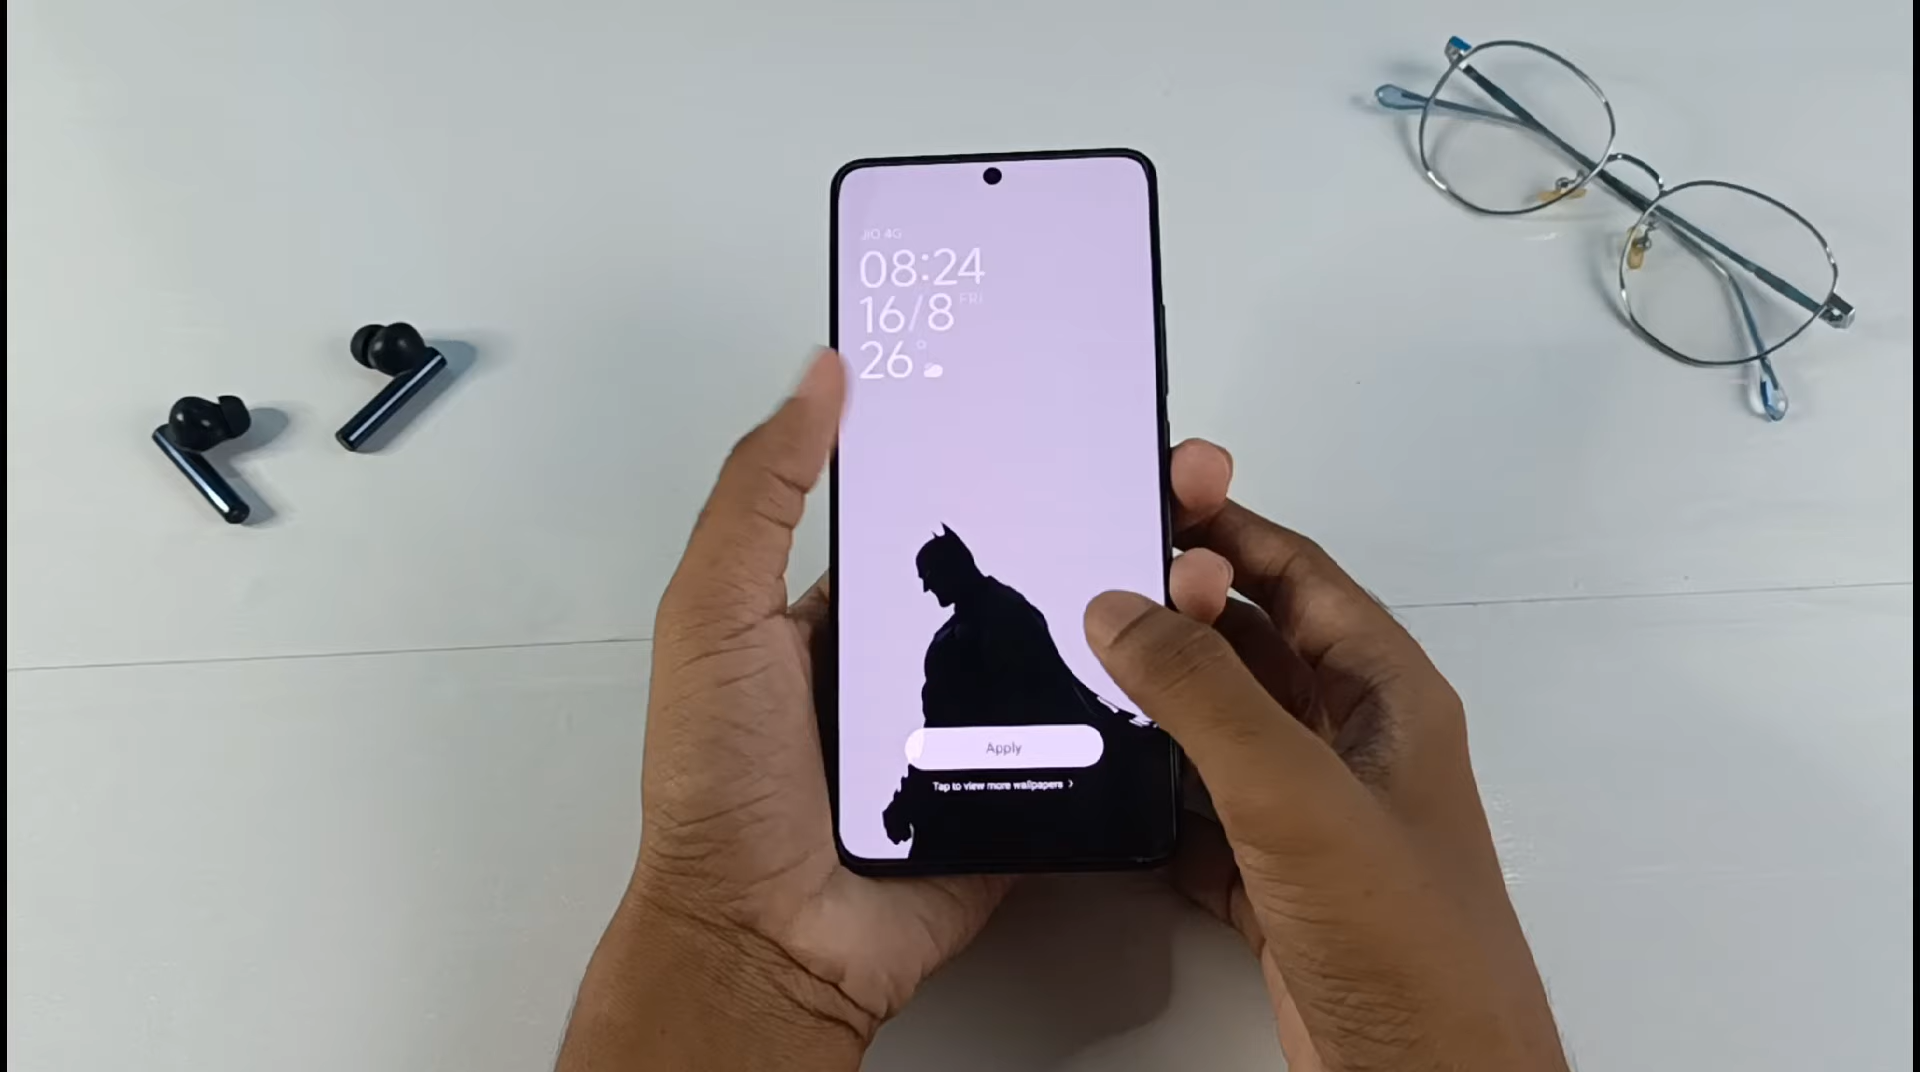 JIO 4G
08:24
16/8 FRI
26°
Apply
Tap to view more wallpapers >